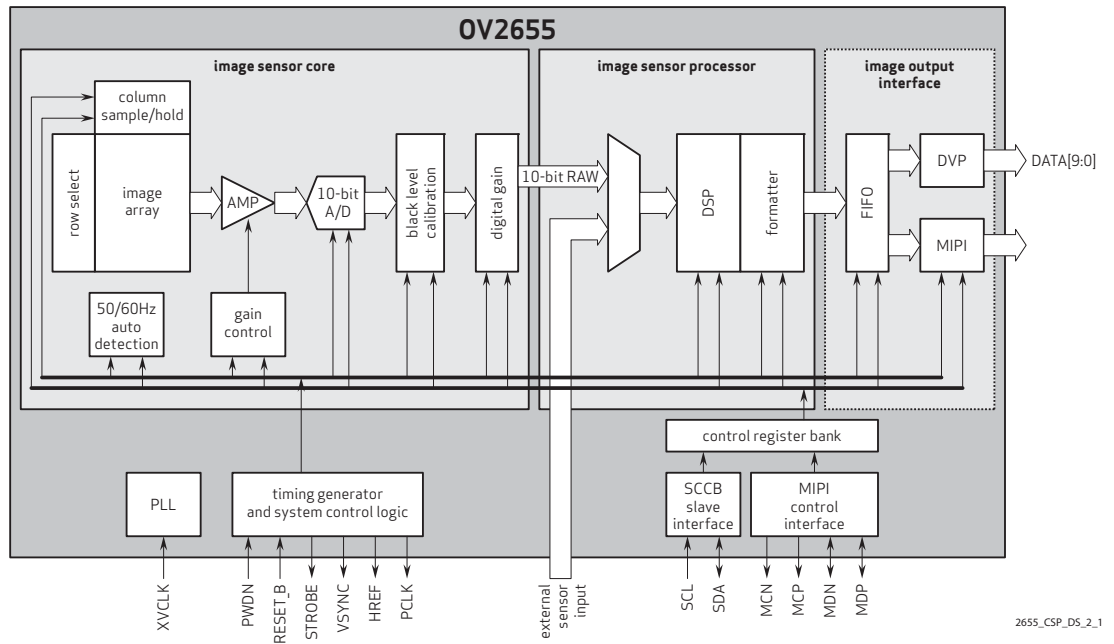 OV2655
image sensor core
image sensor processor
image output
interface
column
sample/hold
row select
image
array
AMP
10-bit
A/D
black level
calibration
digital gain
10-bit RAW
DSP
formatter
FIFO
DVP
DATA[9:0]
MIPI
50/60Hz
auto
detection
gain
control
control register bank
PLL
timing generator
and system control logic
SCCB
slave
interface
MIPI
control
interface
XVCLK
PWDN
RESET_B
STROBE
VSYNC
HREF
PCLK
external
sensor
input
SCL
SDA
MCN
MCP
MDN
MDP
2655_CSP_DS_2_1